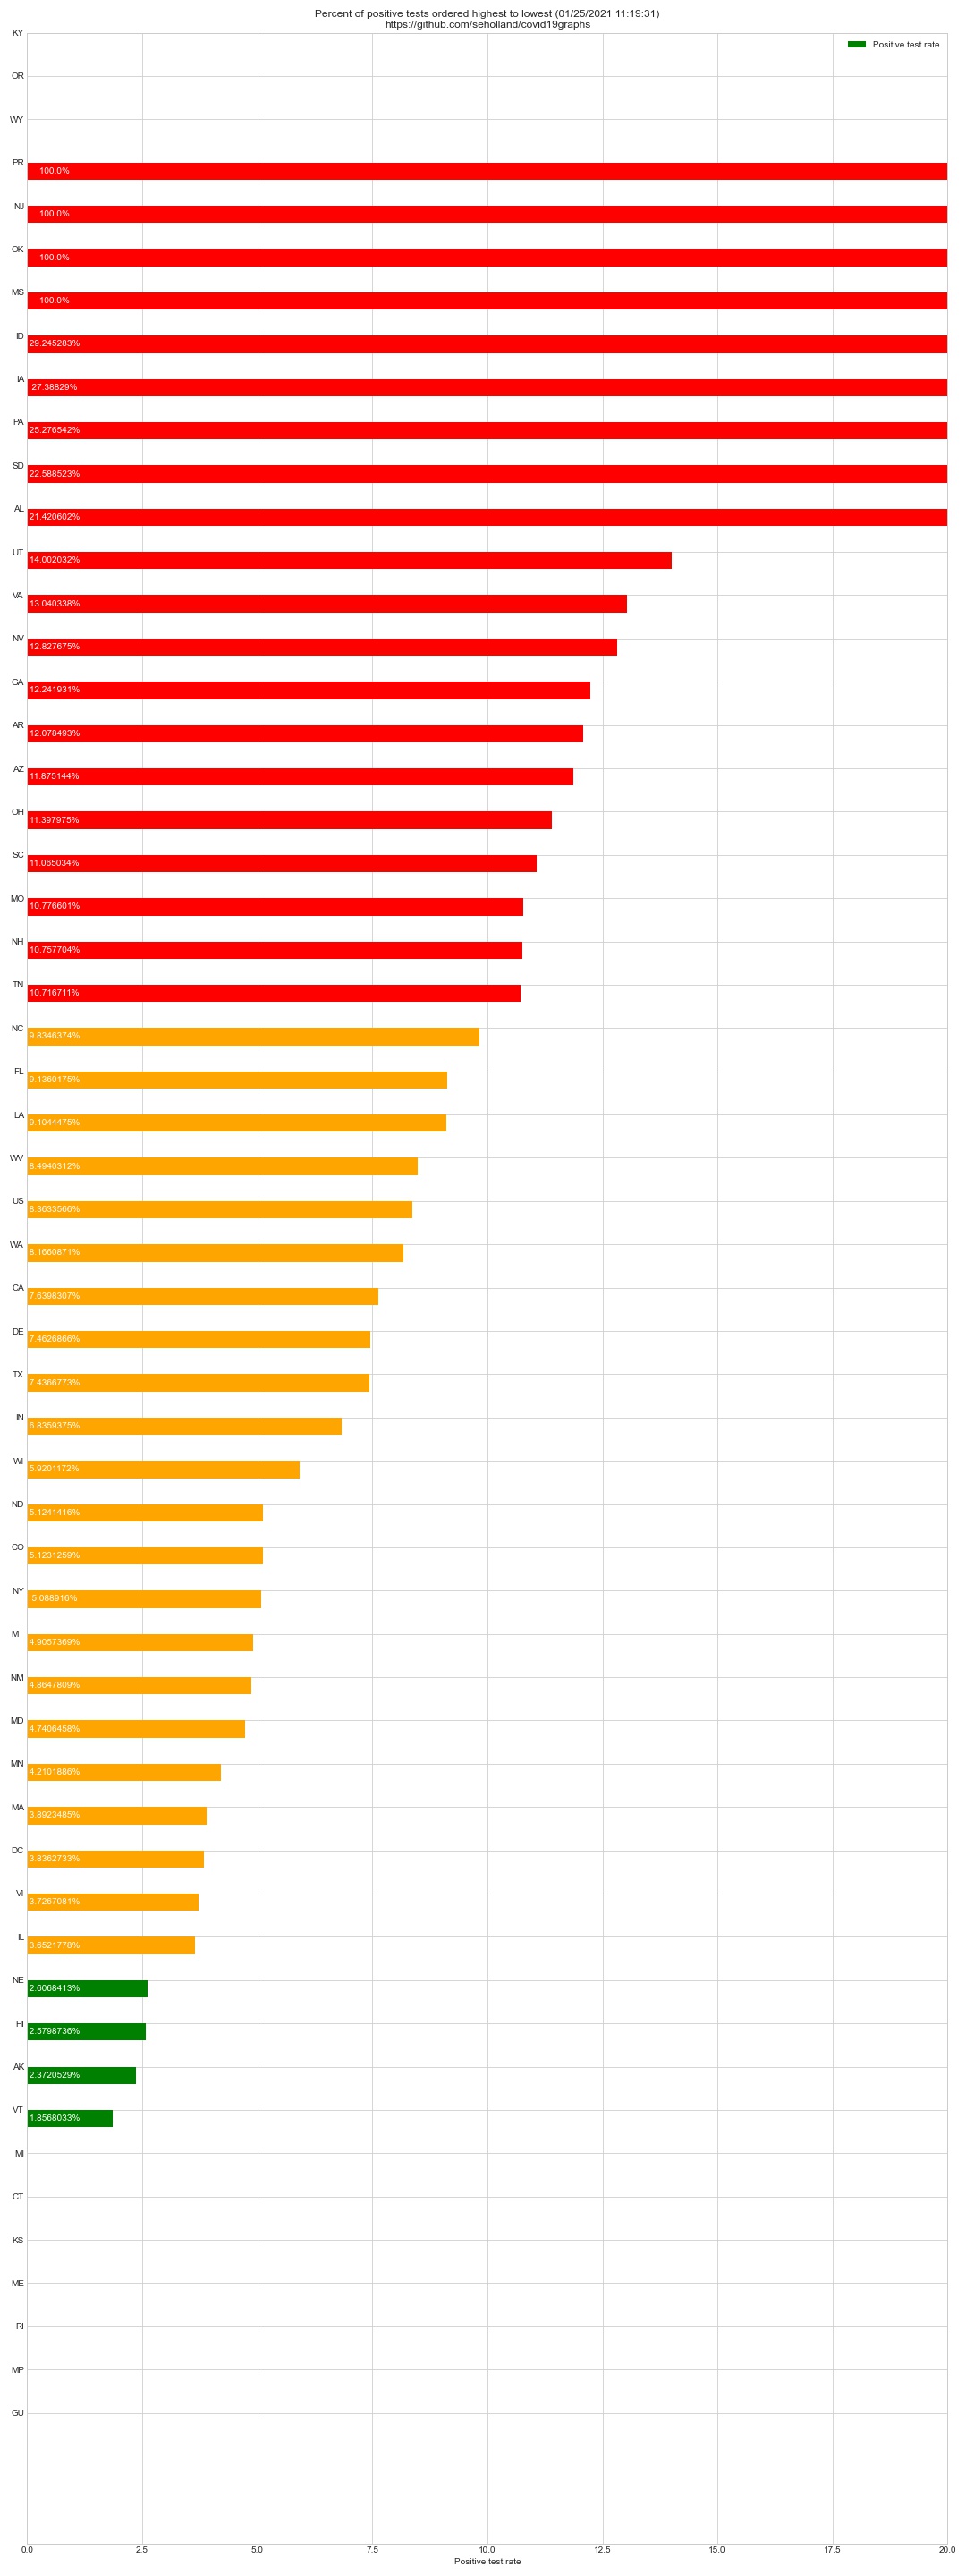 Percent of positive tests ordered highest to lowest (01/25/2021 11:19:31)
https://github.com/seholland/covid19graphs
Positive test rate
KY
OR
WY
PR 100.0%
NJ 100.0%
OK 100.0%
MS 100.0%
ID 29.245283%
IA 27.38829%
PA 25.276542%
SD 22.588523%
AL 21.420602%
UT 14.002032%
VA 13.040338%
NV 12.827675%
GA 12.241931%
AR 12.078493%
AZ 11.875144%
OH 11.397975%
SC 11.065034%
MO 10.776601%
NH 10.757704%
TN 10.716711%
NC 9.8346374%
FL 9.1360175%
LA 9.1044475%
WV 8.4940312%
US 8.3633566%
WA 8.1660871%
CA 7.6398307%
DE 7.4626866%
TX 7.4366773%
IN 6.8359375%
WI 5.9201172%
ND 5.1241416%
CO 5.1231259%
NY 5.088916%
MT 4.9057369%
NM 4.8647809%
MD 4.7406458%
MN 4.2101886%
MA 3.8923485%
DC 3.8362733%
VI 3.7267081%
IL 3.6521778%
NE 2.6068413%
HI 2.5798736%
AK 2.3720529%
VT 1.8568033%
MI
CT
KS
ME
RI
MP
GU
0.0 2.5 5.0 7.5 10.0 12.5 15.0 17.5 20.0
Positive test rate